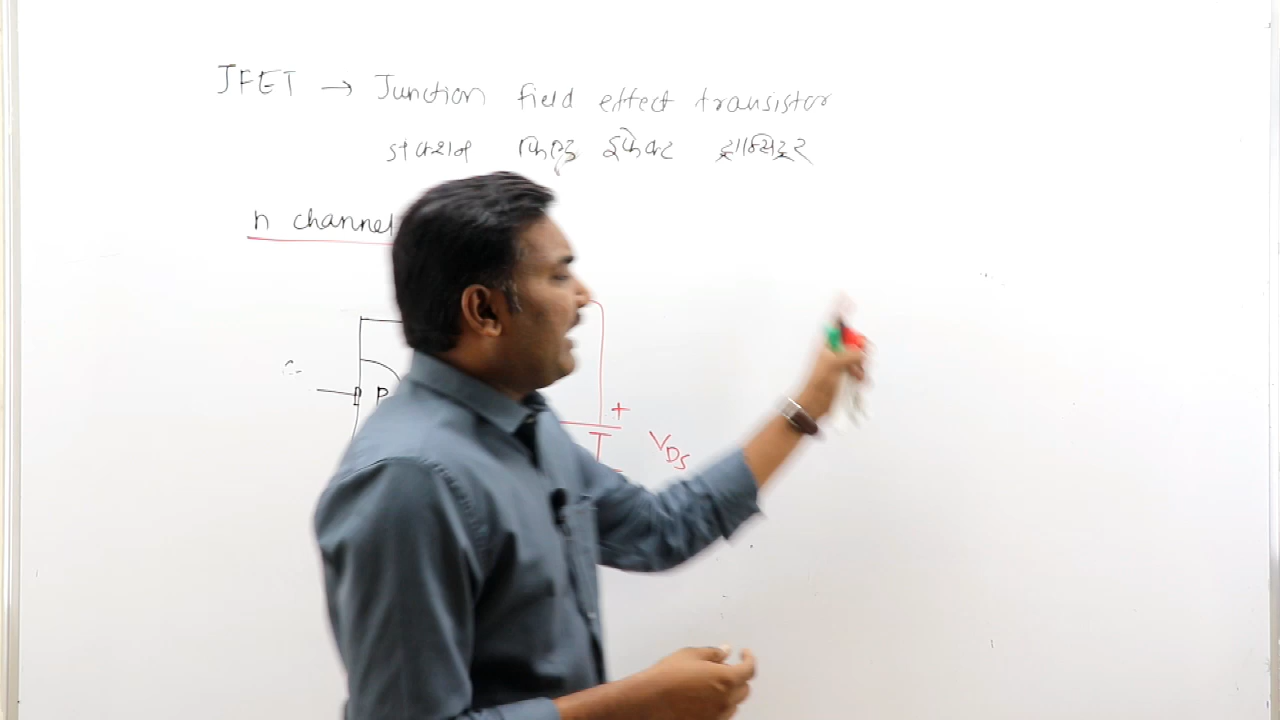 JFET → Junction field effect transistor
जंक्शन फिल्ड इफेक्ट ट्रांसिस्टर
n channel
G
P
+
VDS